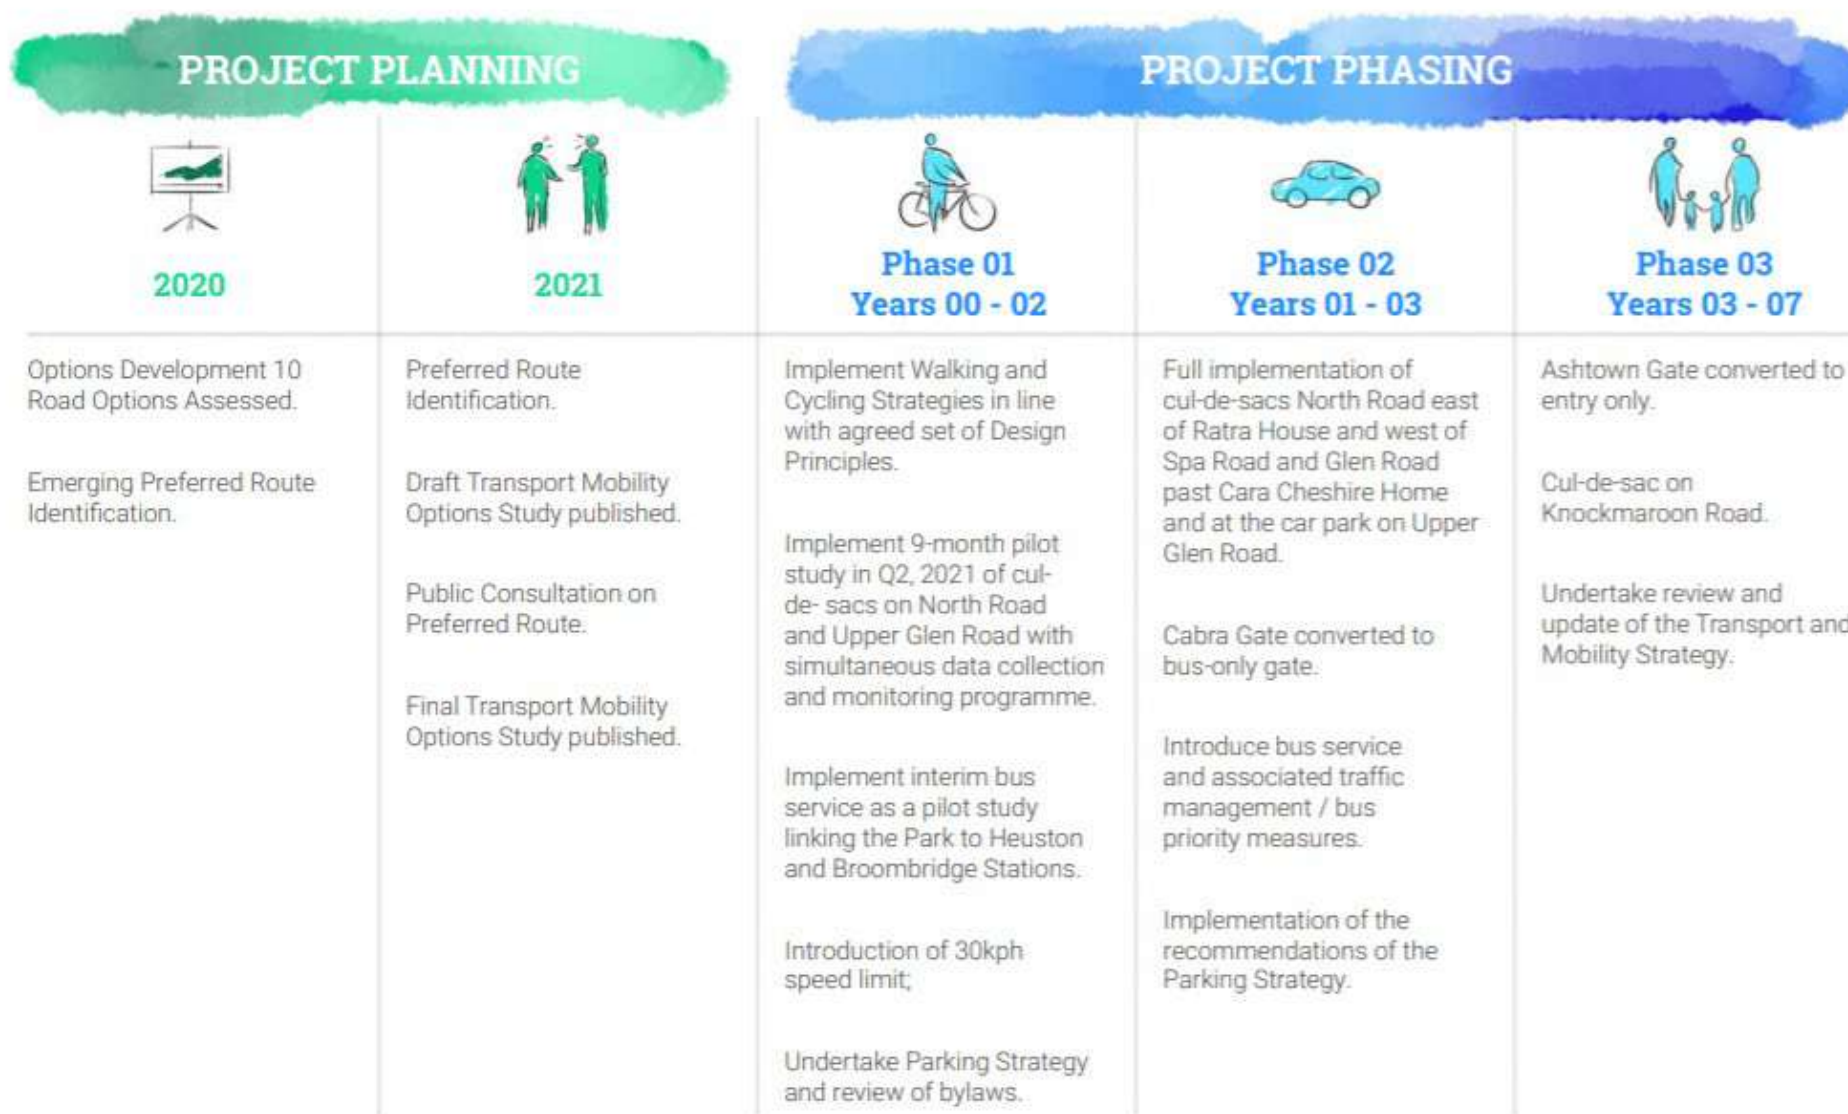 PROJECT PLANNING
PROJECT PHASING
2020
Options Development 10
Road Options Assessed.
Emerging Preferred Route
Identification.
2021
Preferred Route
Identification.
Draft Transport Mobility
Options Study published.
Public Consultation on
Preferred Route.
Final Transport Mobility
Options Study published.
Phase 01
Years 00 - 02
Implement Walking and
Cycling Strategies in line
with agreed set of Design
Principles.
Implement 9-month pilot
study in Q2, 2021 of cul-
de- sacs on North Road
and Upper Glen Road with
simultaneous data collection
and monitoring programme.
Implement interim bus
service as a pilot study
linking the Park to Heuston
and Broombridge Stations.
Introduction of 30kph
speed limit;
Undertake Parking Strategy
and review of bylaws.
Phase 02
Years 01 - 03
Full implementation of
cul-de-sacs North Road east
of Ratra House and west of
Spa Road and Glen Road
past Cara Cheshire Home
and at the car park on Upper
Glen Road.
Cabra Gate converted to
bus-only gate.
Introduce bus service
and associated traffic
management / bus
priority measures.
Implementation of the
recommendations of the
Parking Strategy.
Phase 03
Years 03 - 07
Ashtown Gate converted to
entry only.
Cul-de-sac on
Knockmaroon Road.
Undertake review and
update of the Transport and
Mobility Strategy.